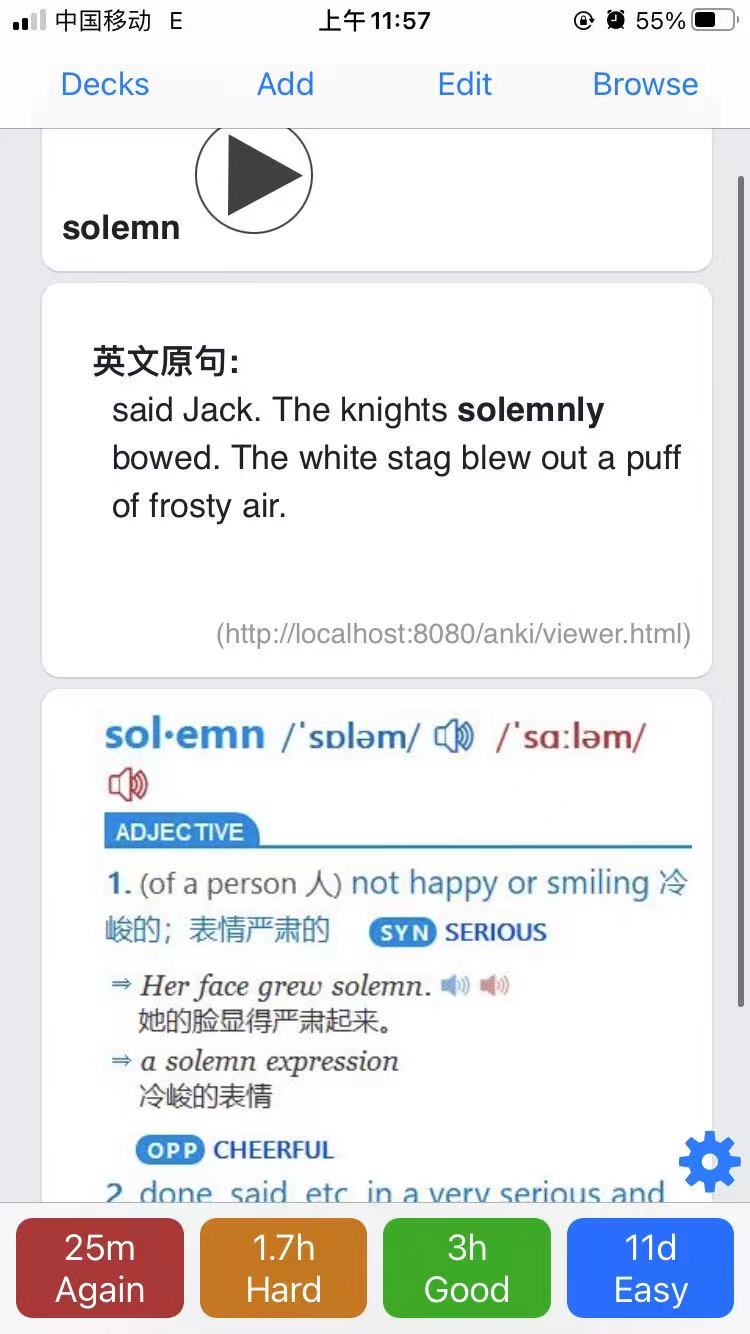 中国移动 E 上午11:57 55%
Decks Add Edit Browse
solemn
英文原句:
said Jack. The knights solemnly
bowed. The white stag blew out a puff
of frosty air.
(http://localhost:8080/anki/viewer.html)
sol·emn /ˈsɒləm/ /ˈsɑːləm/
ADJECTIVE
1. (of a person 人) not happy or smiling 冷
峻的；表情严肃的 SYN SERIOUS
⇒ Her face grew solemn.
她的脸显得严肃起来。
⇒ a solemn expression
冷峻的表情
OPP CHEERFUL
2 done, said, etc. in a very serious and
25m 1.7h 3h 11d
Again Hard Good Easy